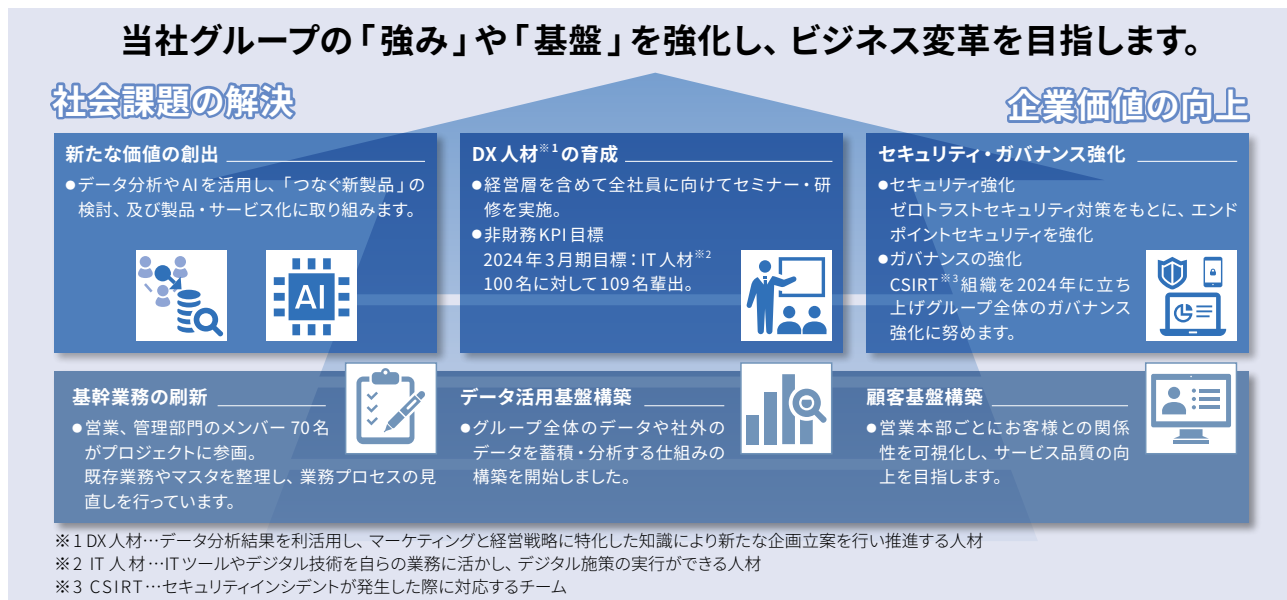 当社グループの「強み」や「基盤」を強化し、ビジネス変革を目指します。
社会課題の解決
企業価値の向上
新たな価値の創出
●データ分析やAIを活用し、「つなぐ新製品」の
検討、及び製品・サービス化に取り組みます。
AI
DX人材※1の育成
●経営層を含めて全社員に向けてセミナー・研
修を実施。
●非財務KPI目標
2024年3月期目標：IT人材※2
100名に対して109名輩出。
セキュリティ・ガバナンス強化
●セキュリティ強化
ゼロトラストセキュリティ対策をもとに、エンド
ポイントセキュリティを強化
●ガバナンスの強化
CSIRT※3組織を2024年に立ち
上げグループ全体のガバナンス
強化に努めます。
基幹業務の刷新
●営業、管理部門のメンバー70名
がプロジェクトに参画。
既存業務やマスタを整理し、業務プロセスの見
直しを行っています。
データ活用基盤構築
●グループ全体のデータや社外の
データを蓄積・分析する仕組みの
構築を開始しました。
顧客基盤構築
●営業本部ごとにお客様との関係
性を可視化し、サービス品質の向
上を目指します。
※1 DX人材…データ分析結果を利活用し、マーケティングと経営戦略に特化した知識により新たな企画立案を行い推進する人材
※2 IT人材…ITツールやデジタル技術を自らの業務に活かし、デジタル施策の実行ができる人材
※3 CSIRT…セキュリティインシデントが発生した際に対応するチーム